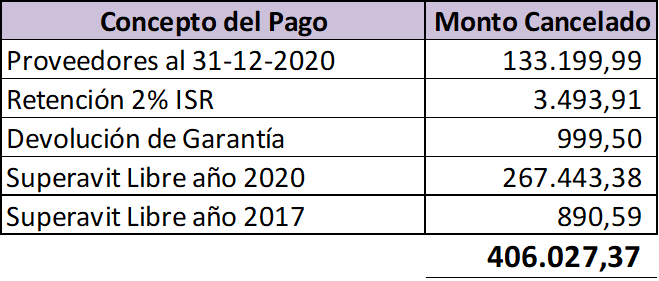 Concepto del Pago Monto Cancelado
Proveedores al 31-12-2020 133.199,99
Retención 2% ISR 3.493,91
Devolución de Garantía 999,50
Superavit Libre año 2020 267.443,38
Superavit Libre año 2017 890,59
406.027,37